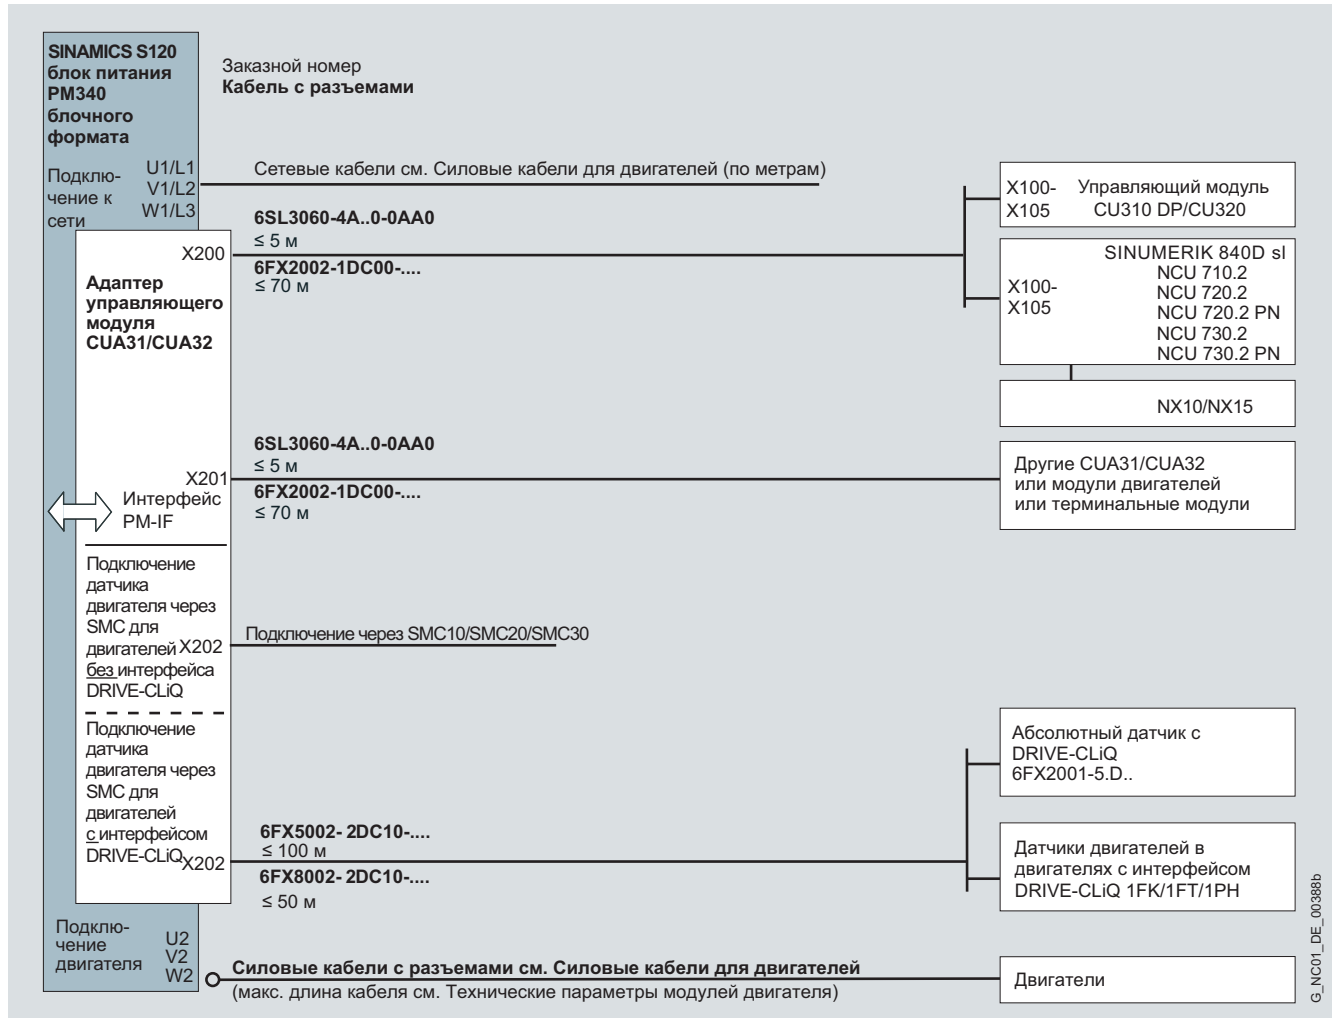 SINAMICS S120
блок питания
PM340
блочного
формата
Заказной номер
Кабель с разъемами
Подклю-
чение к
сети
U1/L1
V1/L2
W1/L3
Сетевые кабели см. Силовые кабели для двигателей (по метрам)
X100-
X105
Управляющий модуль
CU310 DP/CU320
6SL3060-4A..0-0AA0
≤ 5 м
X200
6FX2002-1DC00-....
≤ 70 м
SINUMERIK 840D sl
NCU 710.2
NCU 720.2
NCU 720.2 PN
NCU 730.2
NCU 730.2 PN
X100-
X105
Адаптер
управляющего
модуля
CUA31/CUA32
NX10/NX15
6SL3060-4A..0-0AA0
≤ 5 м
X201
6FX2002-1DC00-....
≤ 70 м
Другие CUA31/CUA32
или модули двигателей
или терминальные модули
Интерфейс
PM-IF
Подключение
датчика
двигателя через
SMC для
двигателей
без интерфейса
DRIVE-CLiQ
X202
Подключение через SMC10/SMC20/SMC30
Подключение
датчика
двигателя через
SMC для
двигателей
с интерфейсом
DRIVE-CLiQ
X202
6FX5002- 2DC10-....
≤ 100 м
6FX8002- 2DC10-....
≤ 50 м
Абсолютный датчик с
DRIVE-CLiQ
6FX2001-5.D..
Датчики двигателей в
двигателях с интерфейсом
DRIVE-CLiQ 1FK/1FT/1PH
Подклю-
чение
двигателя
U2
V2
W2
Силовые кабели с разъемами см. Силовые кабели для двигателей
(макс. длина кабеля см. Технические параметры модулей двигателя)
Двигатели
G_NC01_DE_00388b